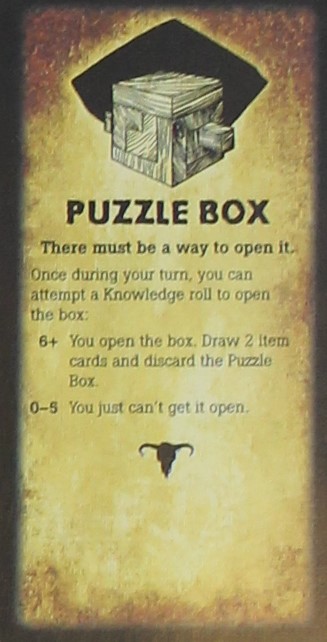 PUZZLE BOX
There must be a way to open it.
Once during your turn, you can
attempt a Knowledge roll to open
the box:
6+ You open the box. Draw 2 item
cards and discard the Puzzle
Box.
0–5 You just can't get it open.